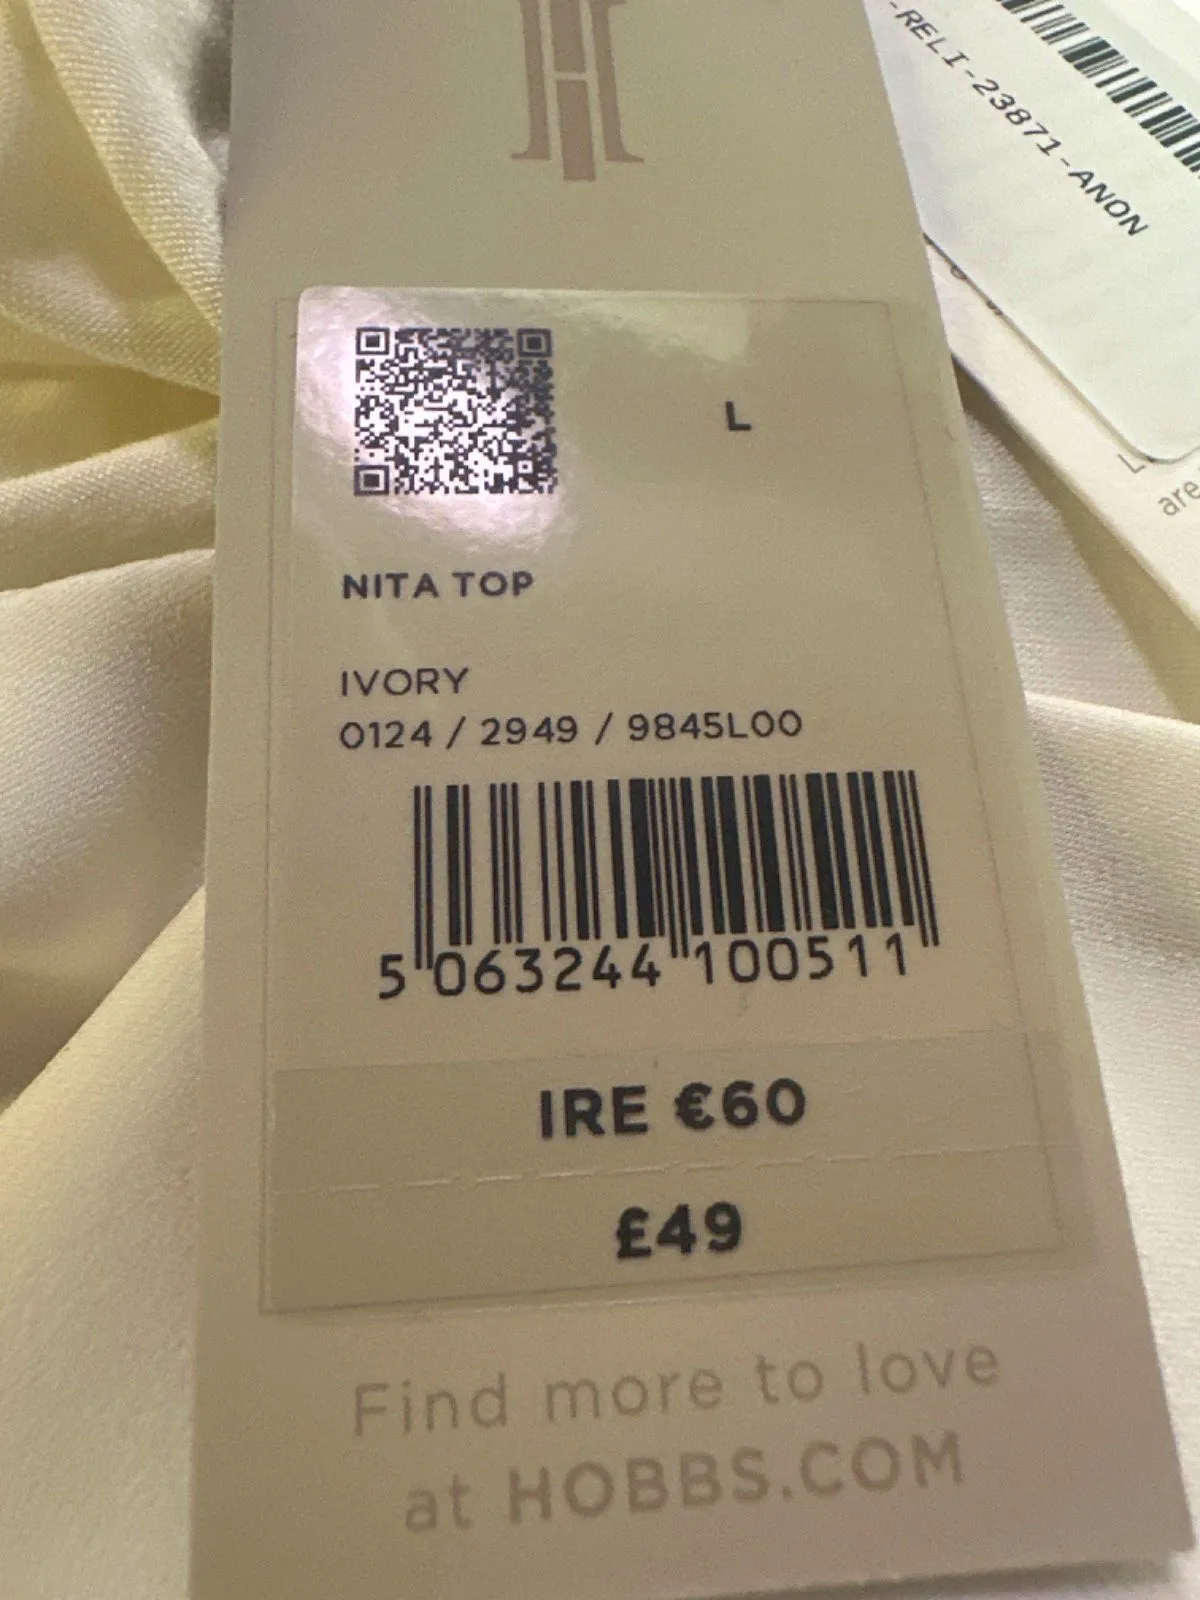 -RELI-23871-ANON
L
NITA TOP
IVORY
0124 / 2949 / 9845L00
5 063244 100511
IRE €60
£49
Find more to love
at HOBBS.COM
are